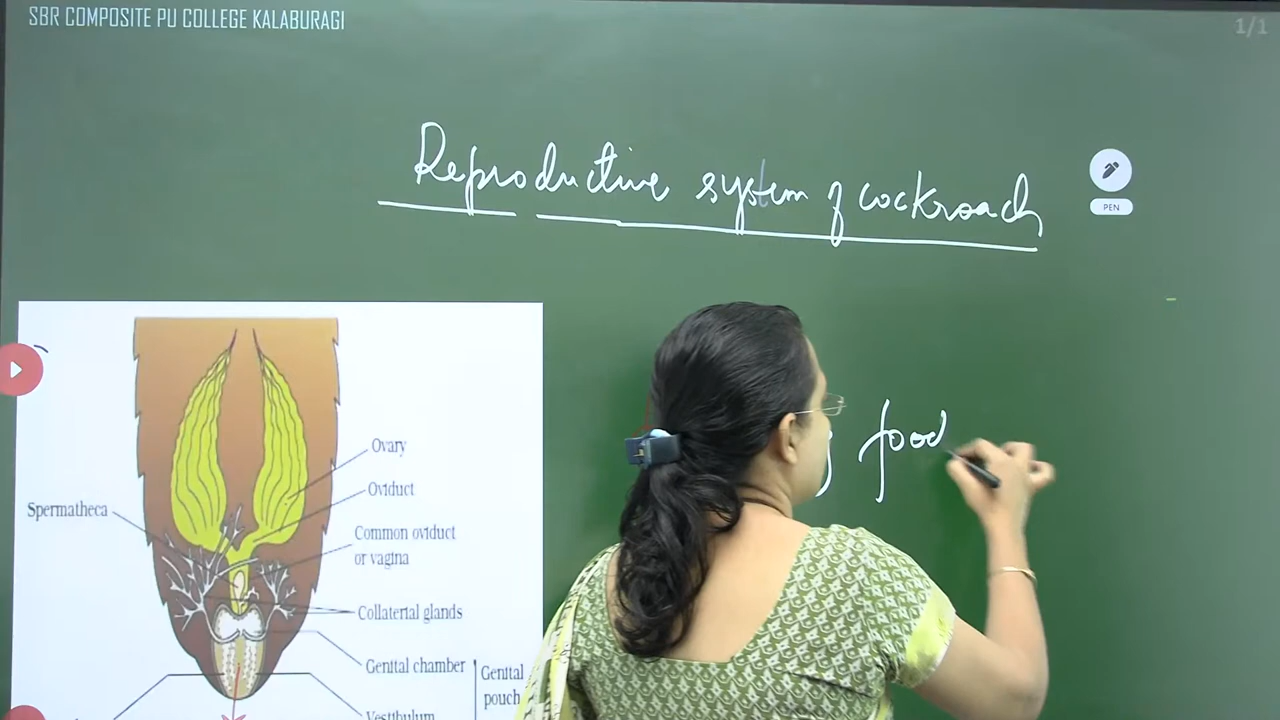 SBR COMPOSITE PU COLLEGE KALABURAGI
1/1
Reproductive system of cockroach
PEN
food
Ovary
Oviduct
Spermatheca
Common oviduct
or vagina
Collaterial glands
Genital chamber
Genital
pouch
Vestibulum